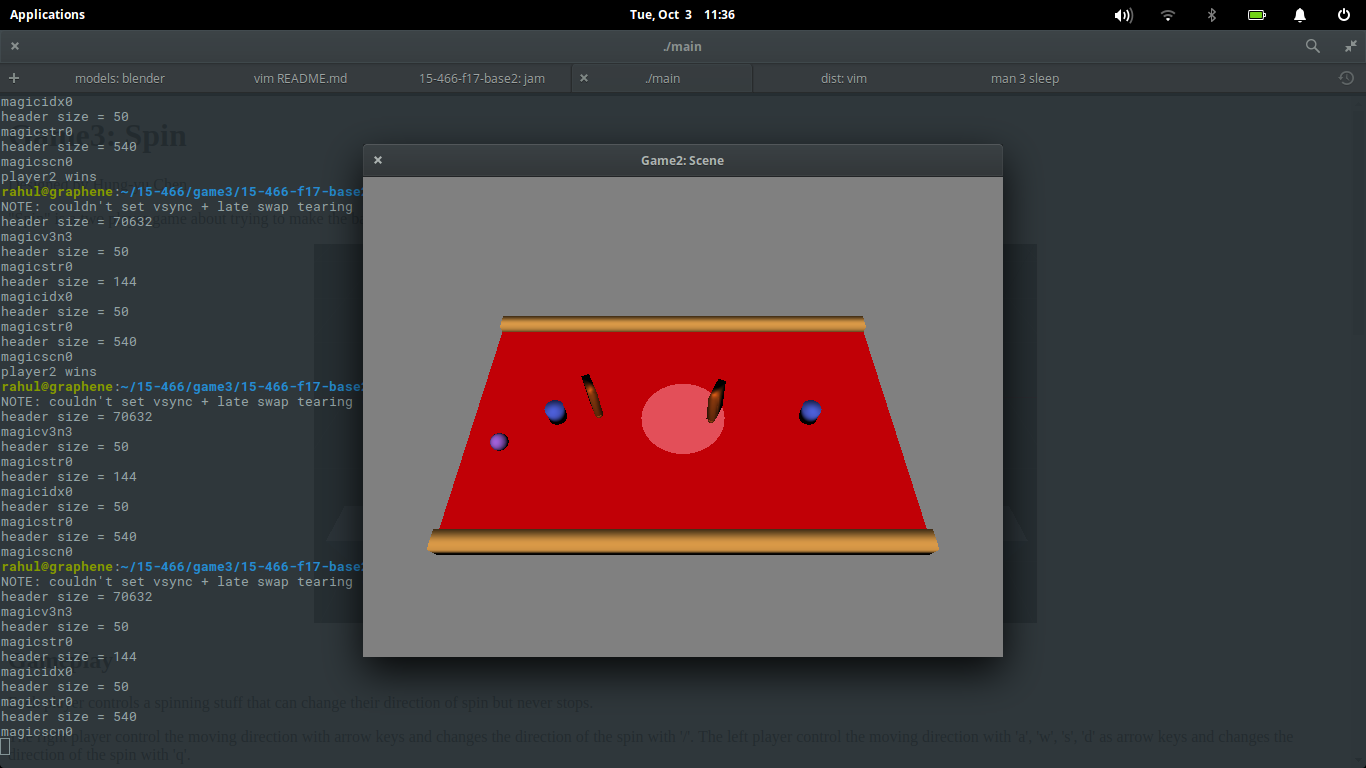 Applications
Tue, Oct 3 11:36
./main
models: blender
vim README.md
15-466-f17-base2: jam
./main
dist: vim
man 3 sleep
magicidx0
header size = 50
magicstr0
header size = 540
magicscn0
player2 wins
rahul@graphene:~/15-466/game3/15-466-f17-base2
NOTE: couldn't set vsync + late swap tearing
header size = 70632
magicv3n3
header size = 50
magicstr0
header size = 144
magicidx0
header size = 50
magicstr0
header size = 540
magicscn0
player2 wins
rahul@graphene:~/15-466/game3/15-466-f17-base2
NOTE: couldn't set vsync + late swap tearing
header size = 70632
magicv3n3
header size = 50
magicstr0
header size = 144
magicidx0
header size = 50
magicstr0
header size = 540
magicscn0
rahul@graphene:~/15-466/game3/15-466-f17-base2
NOTE: couldn't set vsync + late swap tearing
header size = 70632
magicv3n3
header size = 50
magicstr0
header size = 144
magicidx0
header size = 50
magicstr0
header size = 540
magicscn0
Game2: Scene
Spin
game about trying to make the
controls a spinning stuff that can change their direction of spin but never stops.
player control the moving direction with arrow keys and changes the direction of the spin with '/'. The left player control the moving direction with 'a', 'w', 's', 'd' as arrow keys and changes the
direction of the spin with 'q'.